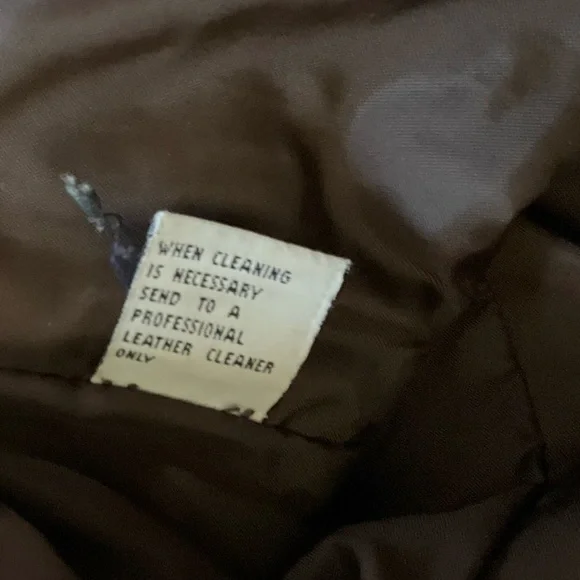 WHEN CLEANING
IS NECESSARY
SEND TO A
PROFESSIONAL
LEATHER CLEANER
ONLY